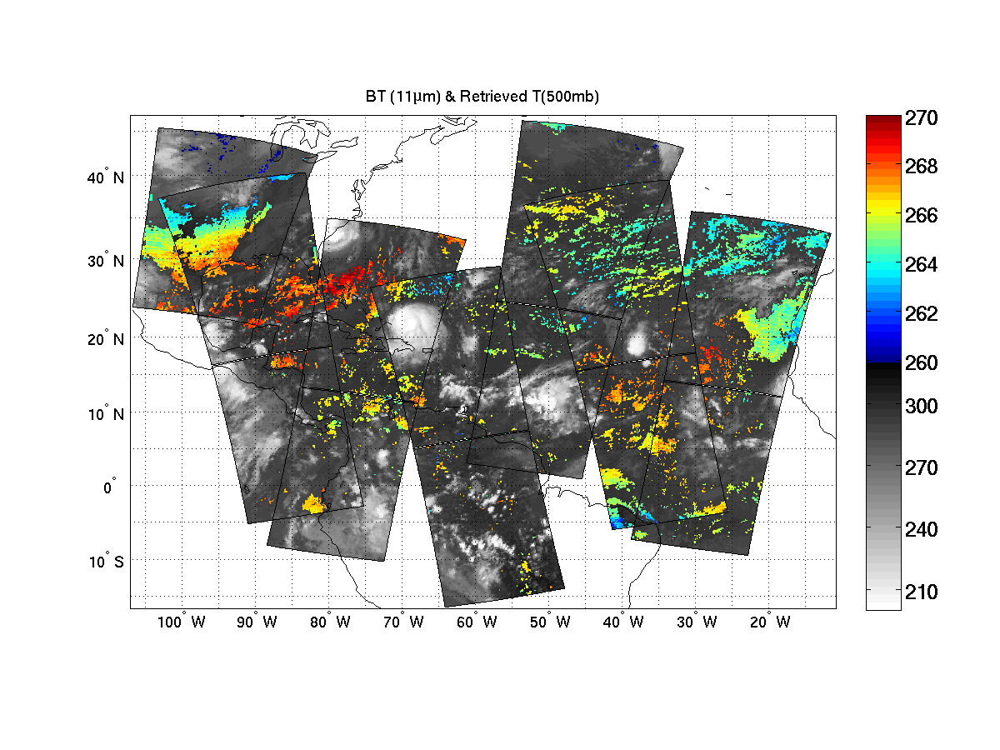 BT (11µm) & Retrieved T(500mb)
40° N
30° N
20° N
10° N
0°
10° S
100° W
90° W
80° W
70° W
60° W
50° W
40° W
30° W
20° W
270
268
266
264
262
260
300
270
240
210